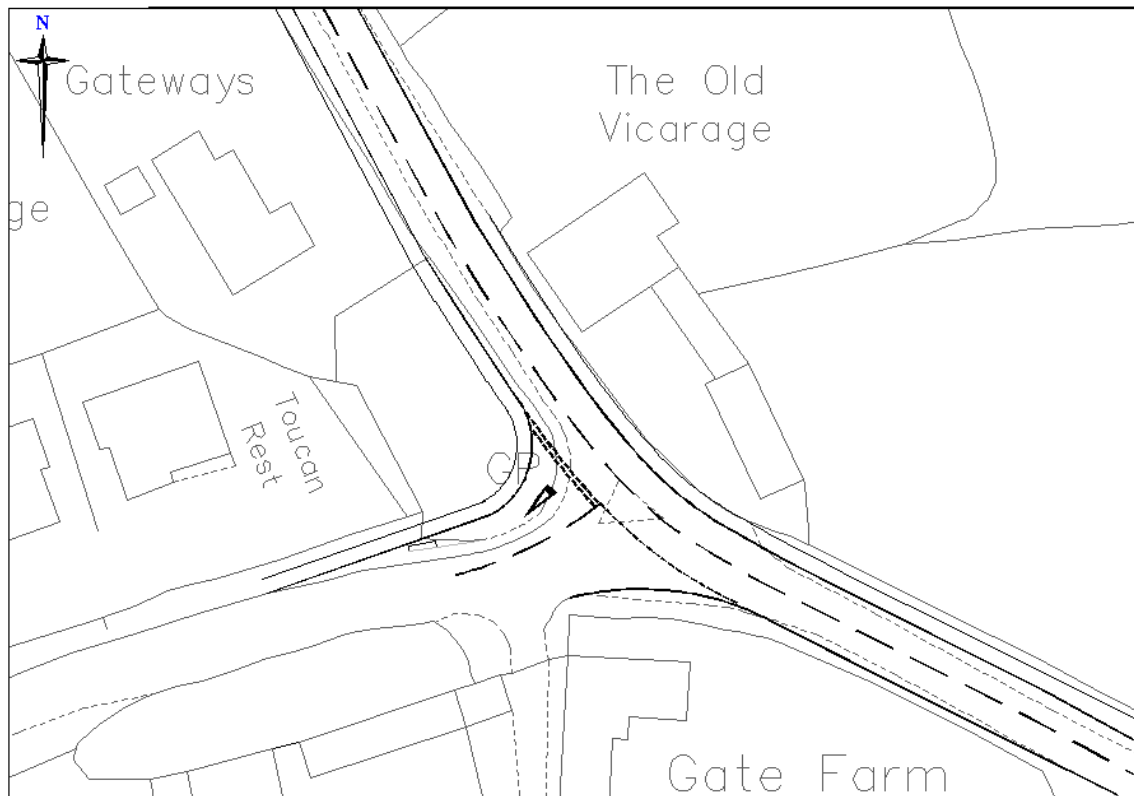 N
Gateways
The Old
Vicarage
ge
Toucan
Rest
GP
Gate Farm